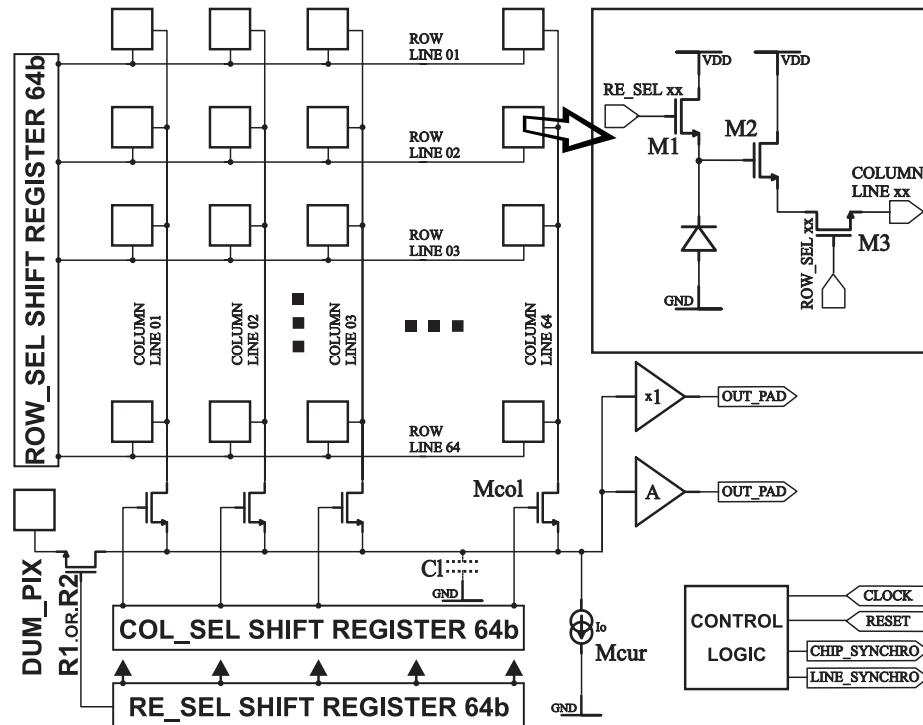 ROW_SEL SHIFT REGISTER 64b
ROW
LINE 01
ROW
LINE 02
ROW
LINE 03
COLUMN
LINE 01
COLUMN
LINE 02
COLUMN
LINE 03
COLUMN
LINE 64
ROW
LINE 64
VDD
VDD
RE_SEL xx
M1
M2
COLUMN
LINE xx
M3
ROW_SEL xx
GND
x1
OUT_PAD
A
OUT_PAD
Mcol
DUM_PIX
R1.OR.R2
Cl
GND
Io
Mcur
GND
COL_SEL SHIFT REGISTER 64b
RE_SEL SHIFT REGISTER 64b
CONTROL
LOGIC
CLOCK
RESET
CHIP_SYNCHRO
LINE_SYNCHRO